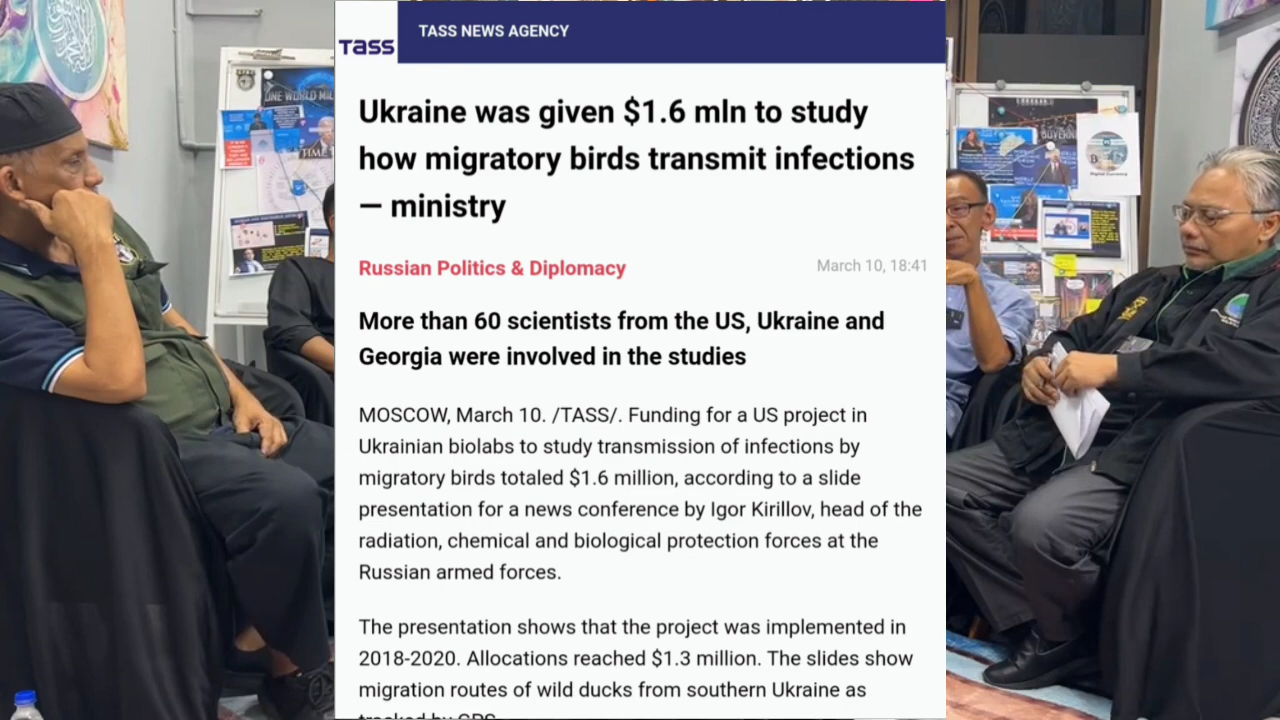 TASS
TASS NEWS AGENCY
Ukraine was given $1.6 mln to study
how migratory birds transmit infections
— ministry
Russian Politics & Diplomacy
March 10, 18:41
More than 60 scientists from the US, Ukraine and
Georgia were involved in the studies
MOSCOW, March 10. /TASS/. Funding for a US project in
Ukrainian biolabs to study transmission of infections by
migratory birds totaled $1.6 million, according to a slide
presentation for a news conference by Igor Kirillov, head of the
radiation, chemical and biological protection forces at the
Russian armed forces.
The presentation shows that the project was implemented in
2018-2020. Allocations reached $1.3 million. The slides show
migration routes of wild ducks from southern Ukraine as
tracked by GPS
ONE WORLD
Digital Currency